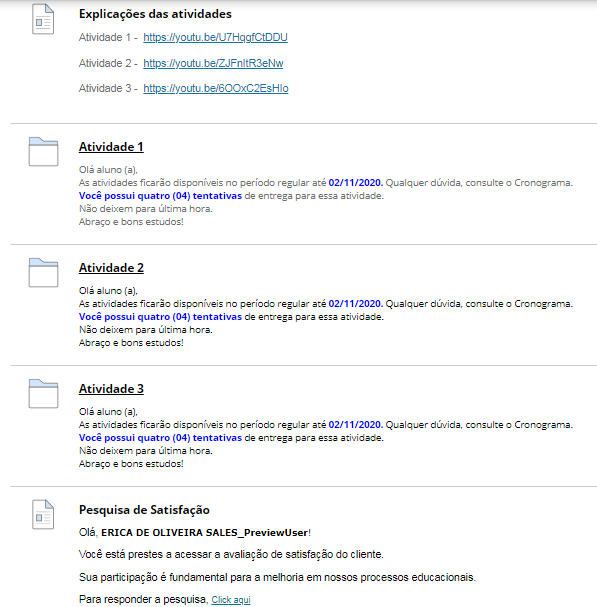 Explicações das atividades
Atividade 1 - https://youtu.be/U7HqgfCtDDU
Atividade 2 - https://youtu.be/ZJFnItR3eNw
Atividade 3 - https://youtu.be/6OOxC2EsHIo
Atividade 1
Olá aluno (a),
As atividades ficarão disponíveis no período regular até 02/11/2020. Qualquer dúvida, consulte o Cronograma.
Você possui quatro (04) tentativas de entrega para essa atividade.
Não deixem para última hora.
Abraço e bons estudos!
Atividade 2
Olá aluno (a),
As atividades ficarão disponíveis no período regular até 02/11/2020. Qualquer dúvida, consulte o Cronograma.
Você possui quatro (04) tentativas de entrega para essa atividade.
Não deixem para última hora.
Abraço e bons estudos!
Atividade 3
Olá aluno (a),
As atividades ficarão disponíveis no período regular até 02/11/2020. Qualquer dúvida, consulte o Cronograma.
Você possui quatro (04) tentativas de entrega para essa atividade.
Não deixem para última hora.
Abraço e bons estudos!
Pesquisa de Satisfação
Olá, ERICA DE OLIVEIRA SALES_PreviewUser!
Você está prestes a acessar a avaliação de satisfação do cliente.
Sua participação é fundamental para a melhoria em nossos processos educacionais.
Para responder a pesquisa, Click aqui